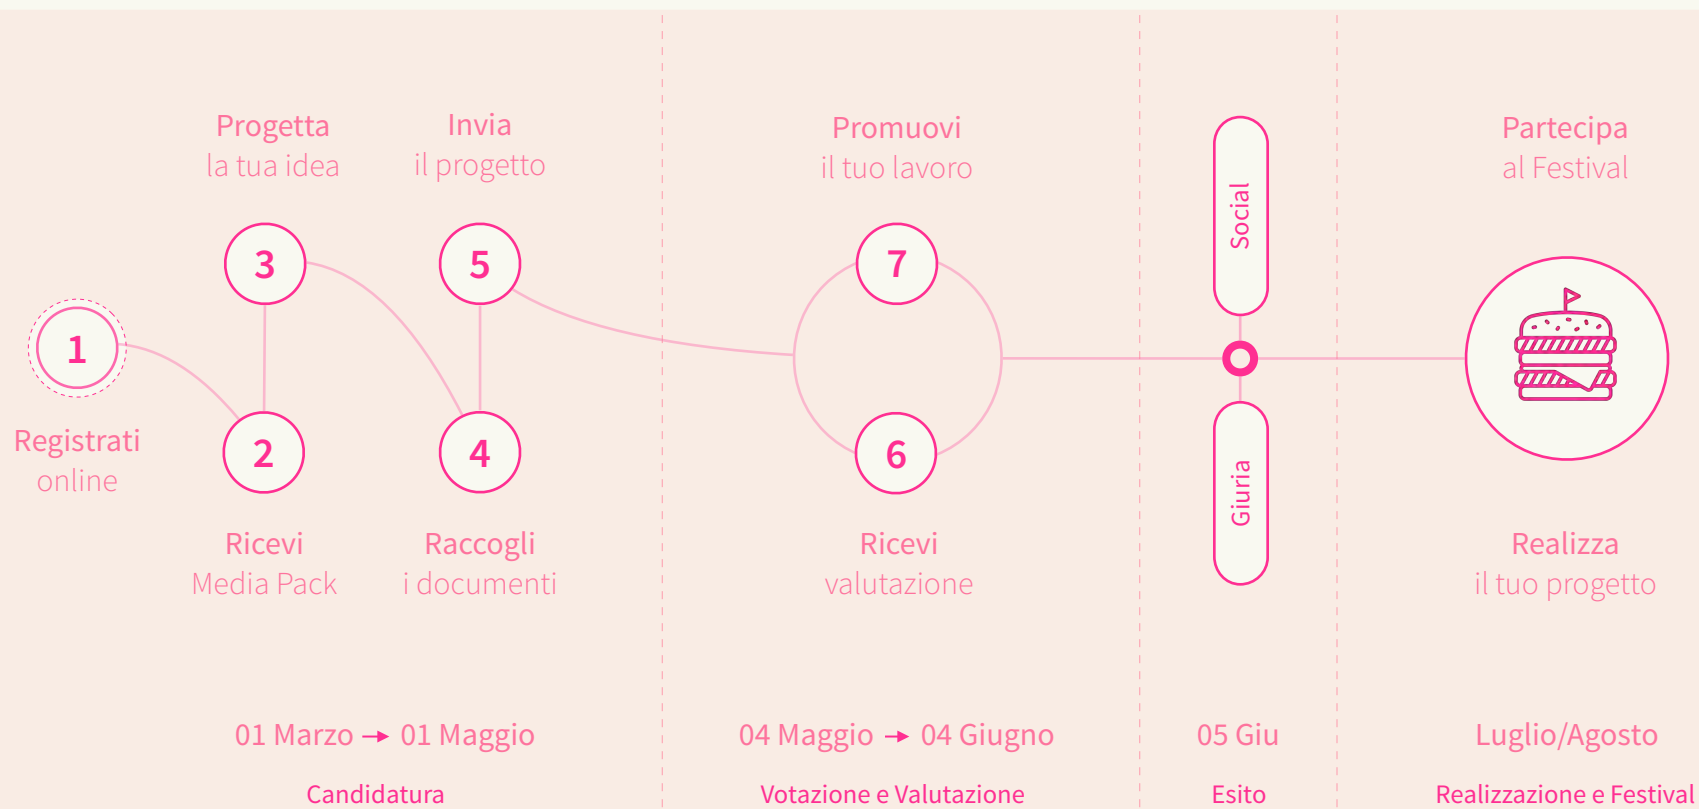 1
Registrati
online
2
Ricevi
Media Pack
3
Progetta
la tua idea
4
Raccogli
i documenti
5
Invia
il progetto
6
Ricevi
valutazione
7
Promuovi
il tuo lavoro
Social
Giuria
Partecipa
al Festival
Realizza
il tuo progetto
01 Marzo → 01 Maggio
Candidatura
04 Maggio → 04 Giugno
Votazione e Valutazione
05 Giu
Esito
Luglio/Agosto
Realizzazione e Festival